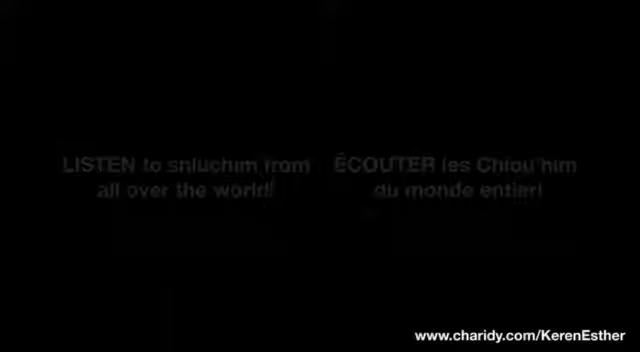 LISTEN to shluchim from
all over the world!
ÉCOUTER les Chlou'him
du monde entier!
www.charidy.com/KerenEsther